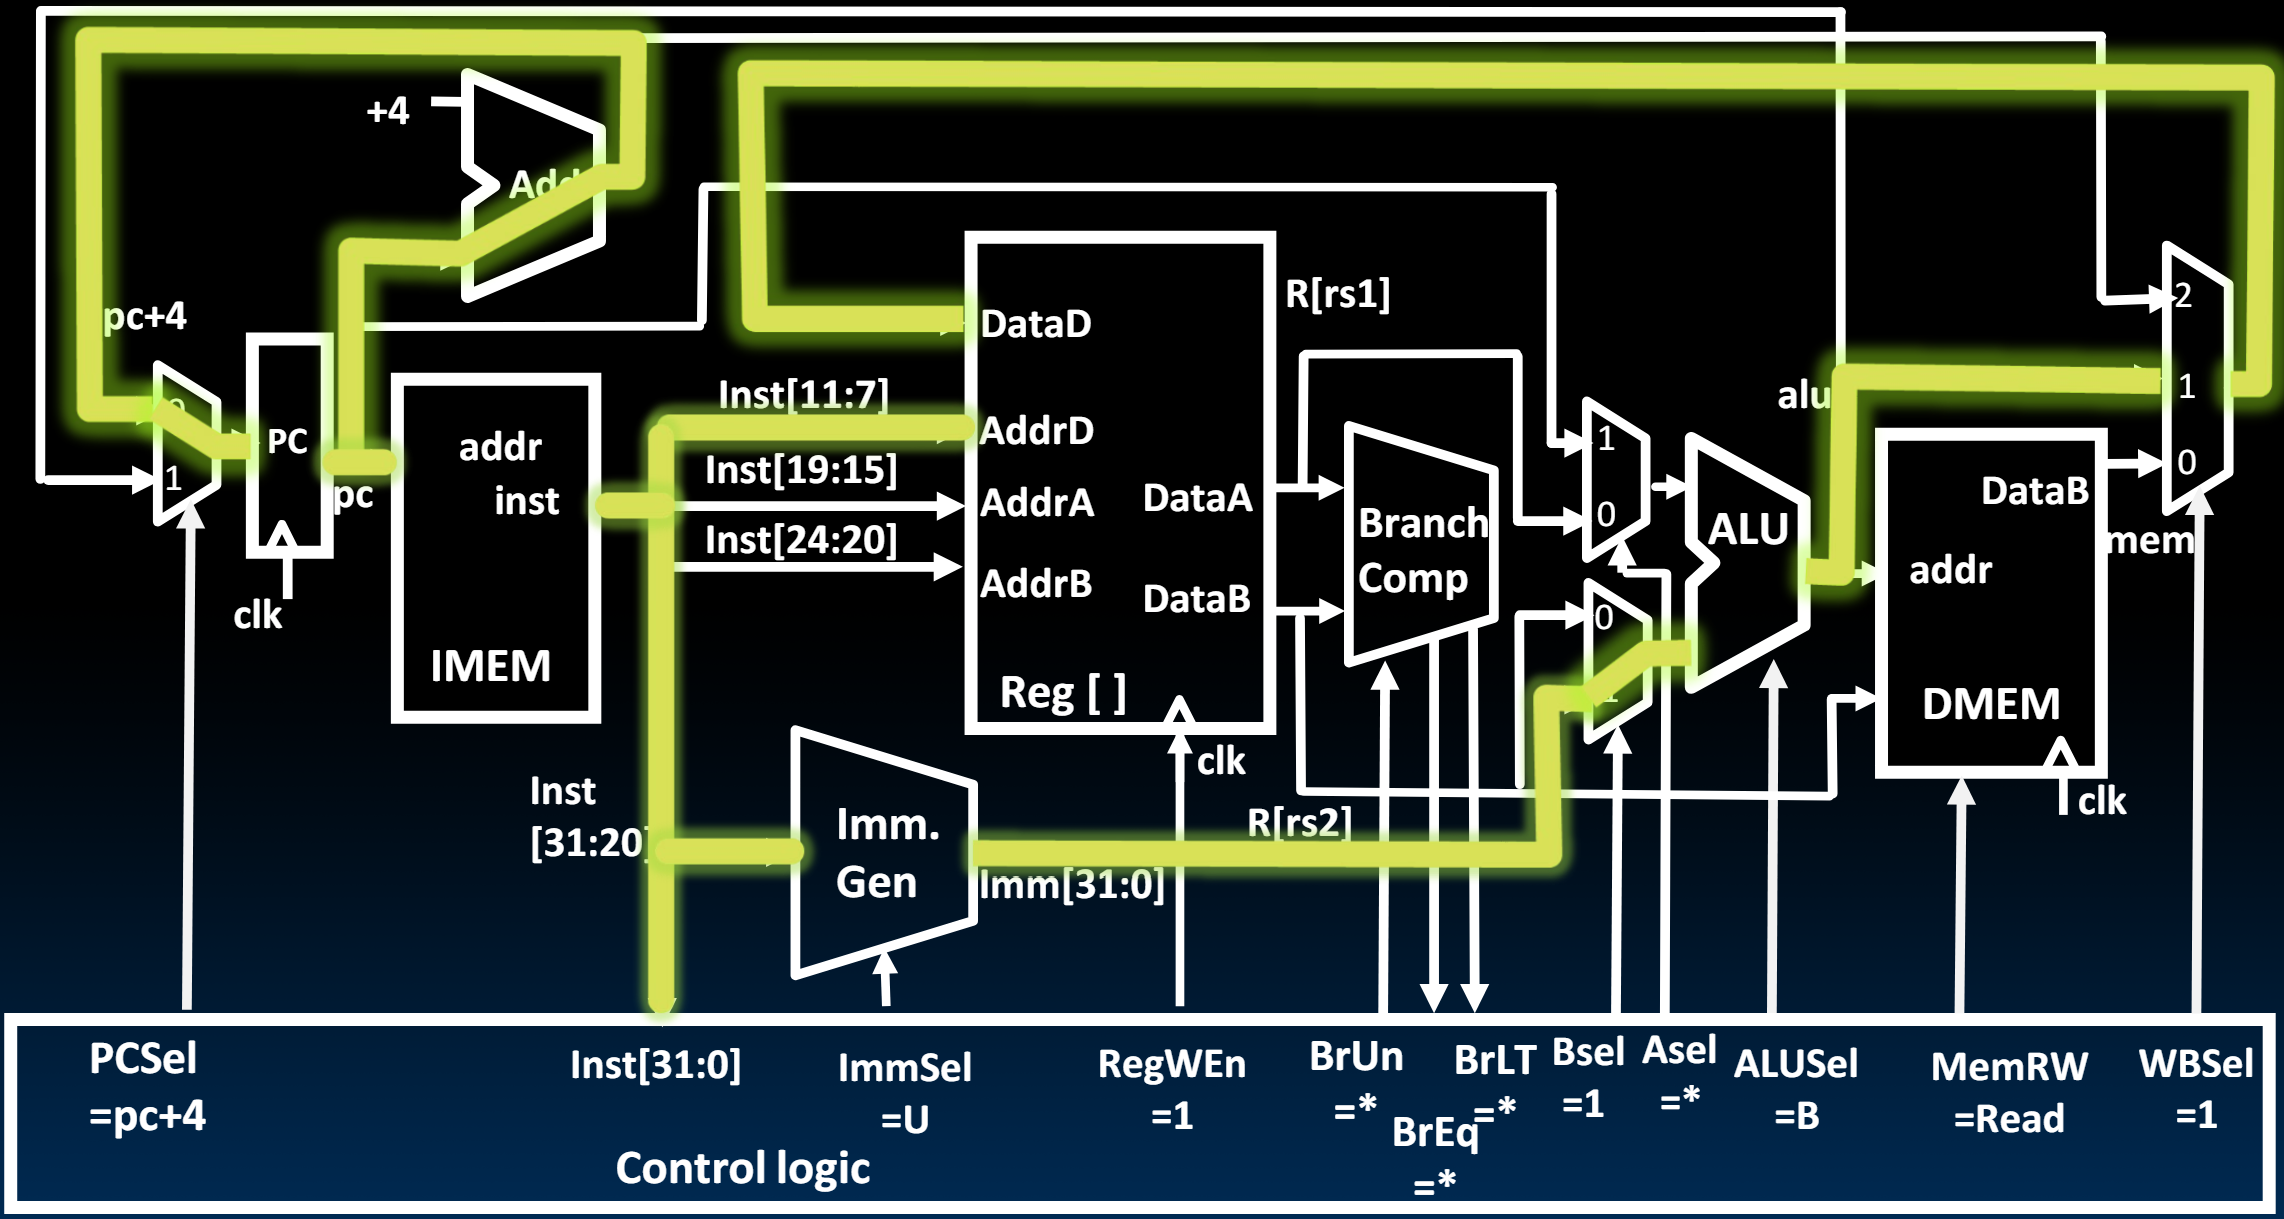 +4
Add
pc+4
0
1
PC
clk
pc
addr
inst
IMEM
Inst[11:7]
Inst[19:15]
Inst[24:20]
Inst
[31:20]
DataD
AddrD
AddrA
AddrB
DataA
DataB
Reg [ ]
clk
R[rs1]
R[rs2]
Imm.
Gen
Imm[31:0]
Branch
Comp
1
0
0
1
ALU
alu
addr
DataB
DMEM
clk
mem
2
1
0
PCSel
=pc+4
Inst[31:0]
Control logic
ImmSel
=U
RegWEn
=1
BrUn
=*
BrEq
=*
BrLT
=*
Bsel
=1
Asel
=*
ALUSel
=B
MemRW
=Read
WBSel
=1